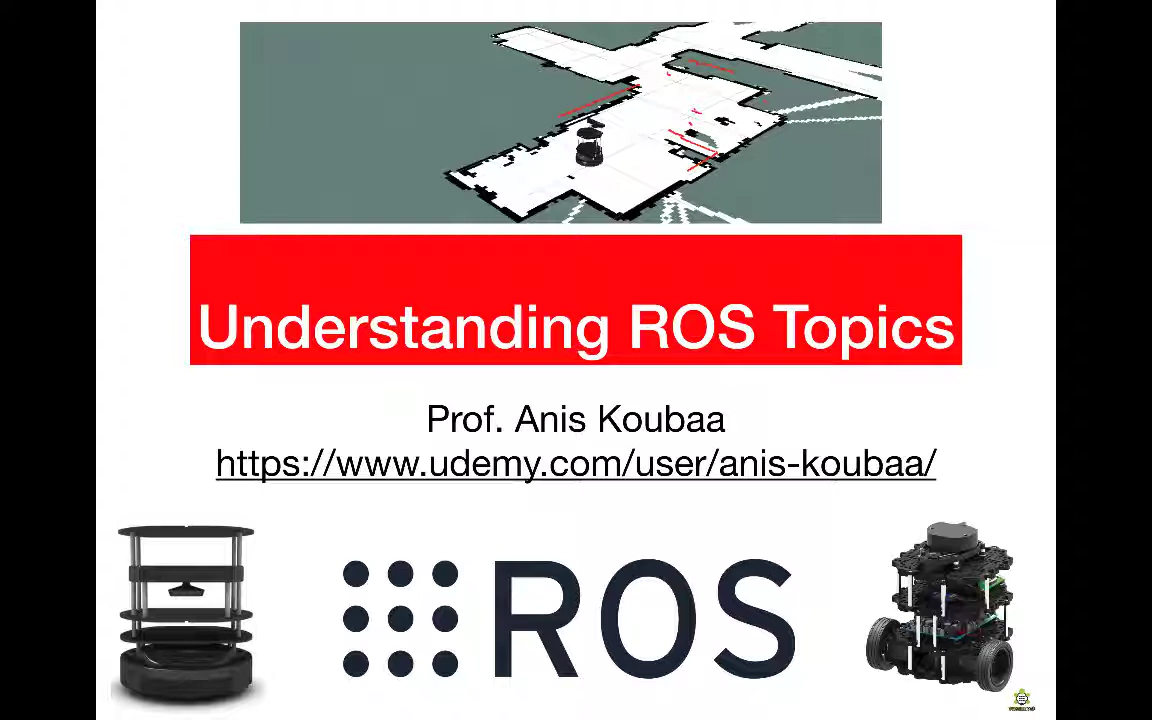 Understanding ROS Topics
Prof. Anis Koubaa
https://www.udemy.com/user/anis-koubaa/
ROS